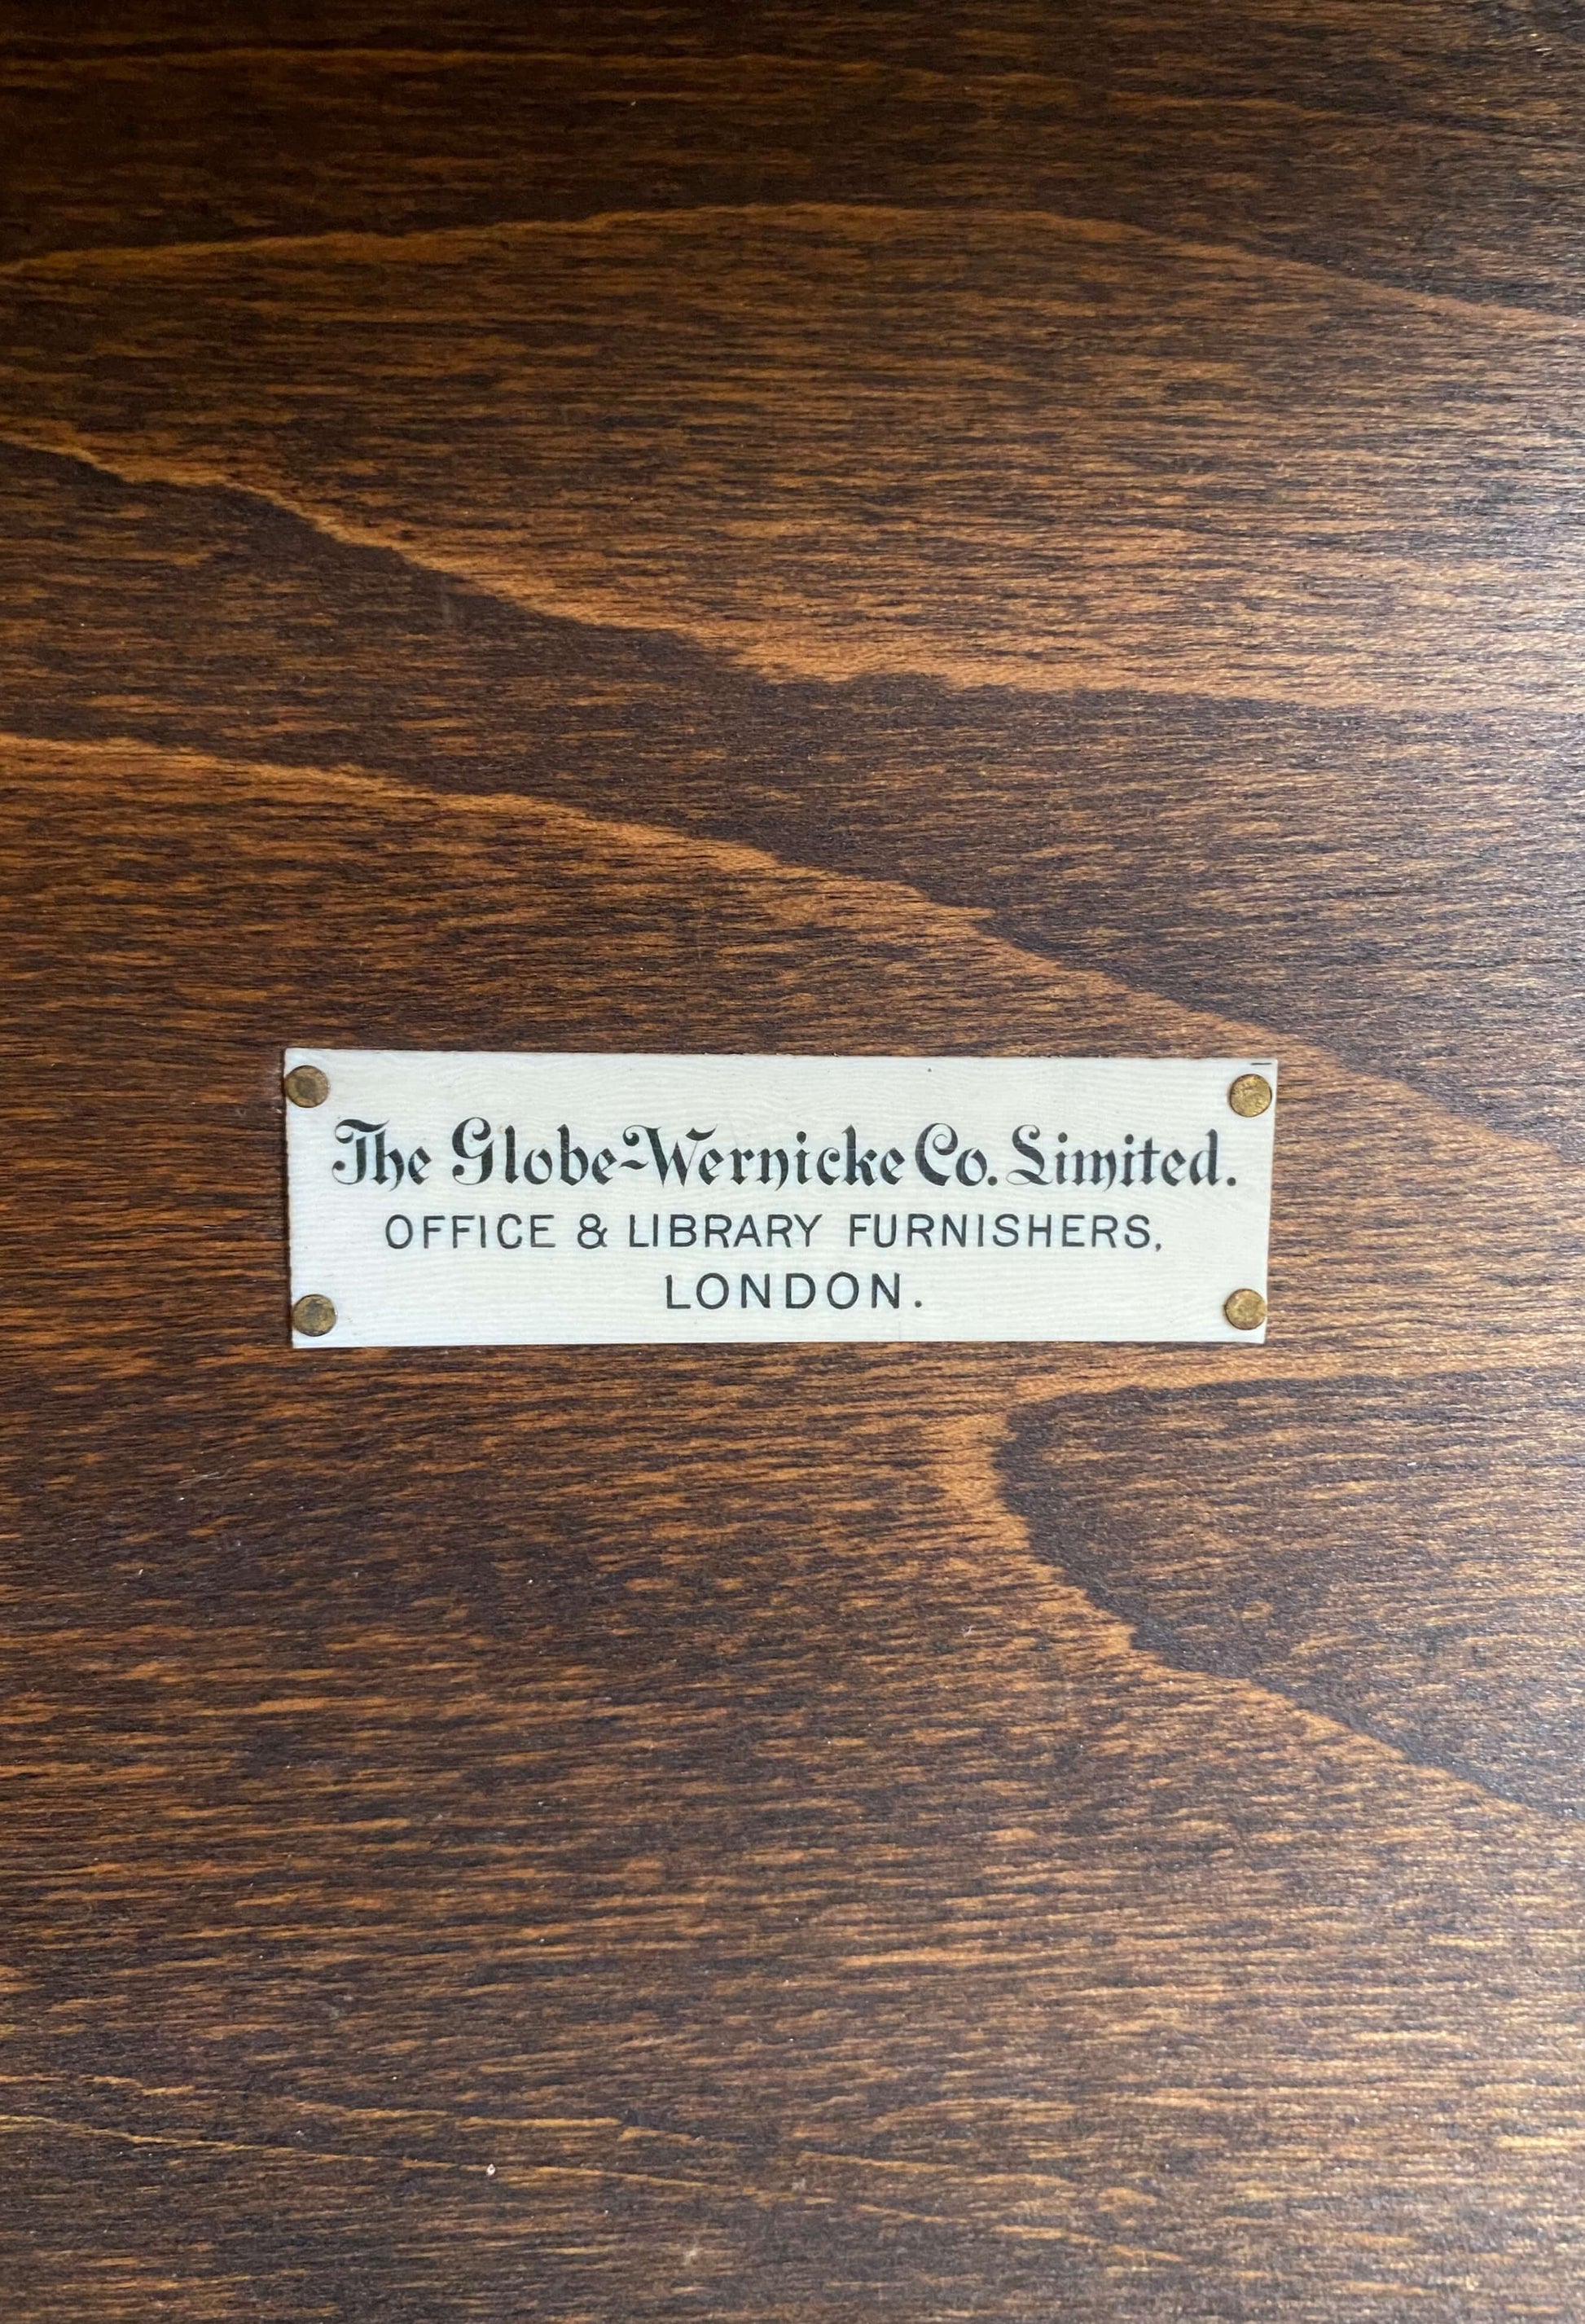 The Globe-Wernicke Co. Limited.
OFFICE & LIBRARY FURNISHERS,
LONDON.